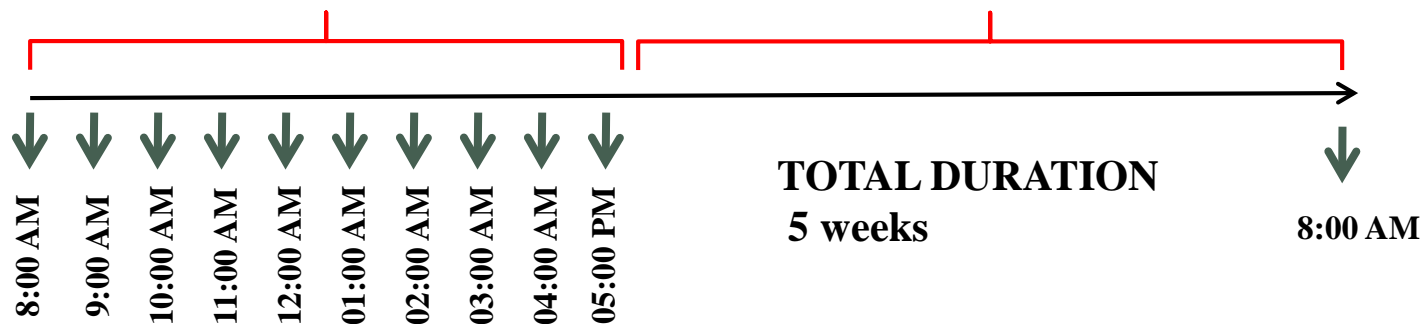 8:00 AM
9:00 AM
10:00 AM
11:00 AM
12:00 AM
01:00 AM
02:00 AM
03:00 AM
04:00 AM
05:00 PM
TOTAL DURATION
5 weeks
8:00 AM